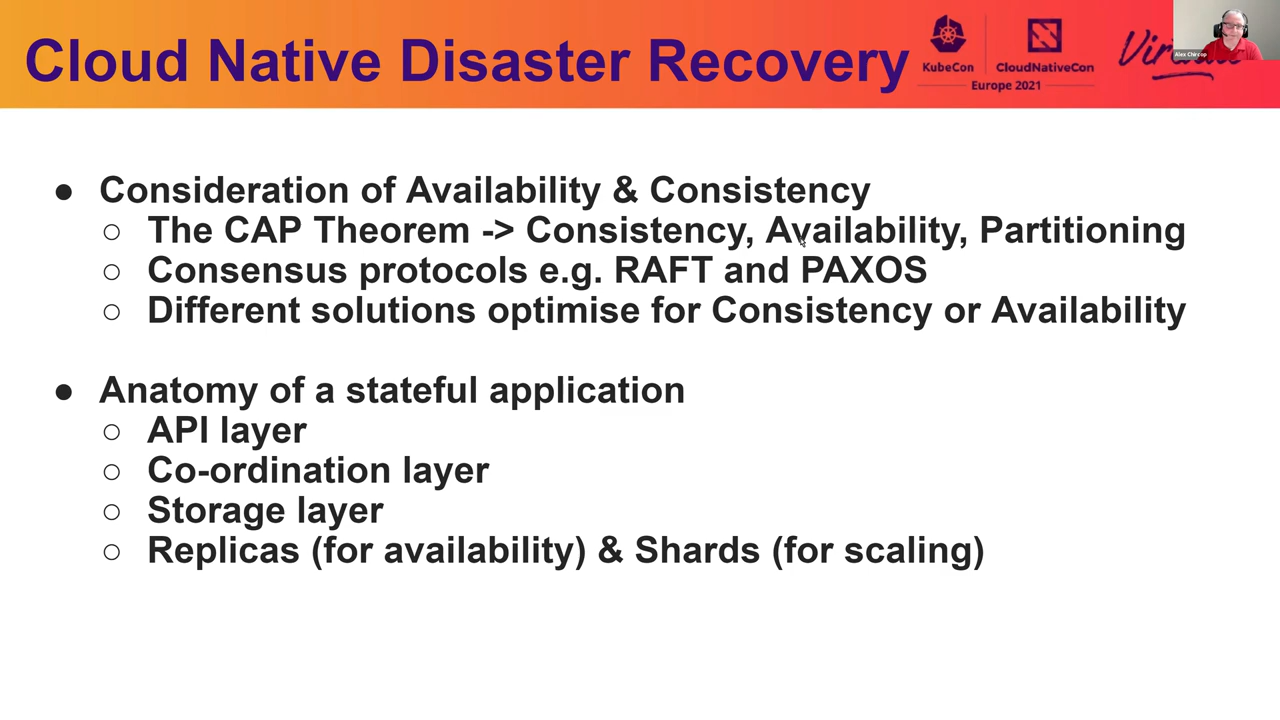 Cloud Native Disaster Recovery
KubeCon
CloudNativeCon
Europe 2021
Alex Chircop
● Consideration of Availability & Consistency
○ The CAP Theorem -> Consistency, Availability, Partitioning
○ Consensus protocols e.g. RAFT and PAXOS
○ Different solutions optimise for Consistency or Availability
● Anatomy of a stateful application
○ API layer
○ Co-ordination layer
○ Storage layer
○ Replicas (for availability) & Shards (for scaling)